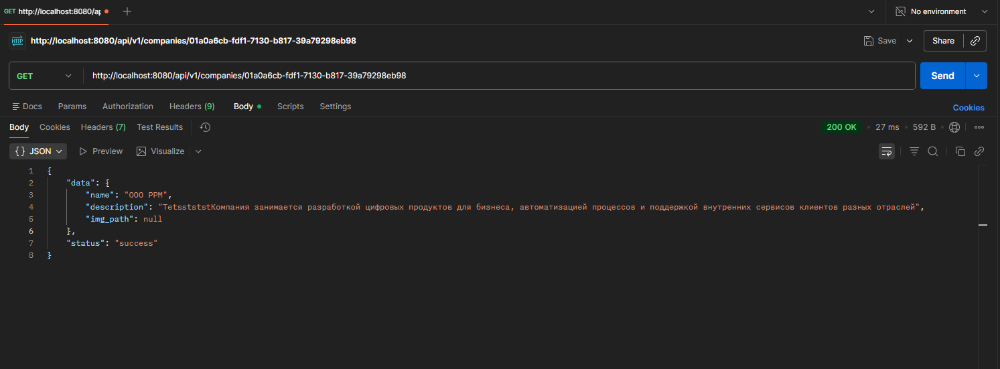 GET http://localhost:8080/ap
No environment
HTTP http://localhost:8080/api/v1/companies/01a0a6cb-fdf1-7130-b817-39a79298eb98
Save Share
GET http://localhost:8080/api/v1/companies/01a0a6cb-fdf1-7130-b817-39a79298eb98 Send
Docs Params Authorization Headers (9) Body Scripts Settings Cookies
Body Cookies Headers (7) Test Results 200 OK • 27 ms • 592 B •
{ } JSON Preview Visualize
1 {
2 "data": {
3 "name": "ООО РРМ",
4 "description": "TetsstststКомпания занимается разработкой цифровых продуктов для бизнеса, автоматизацией процессов и поддержкой внутренних сервисов клиентов разных отраслей",
5 "img_path": null
6 },
7 "status": "success"
8 }